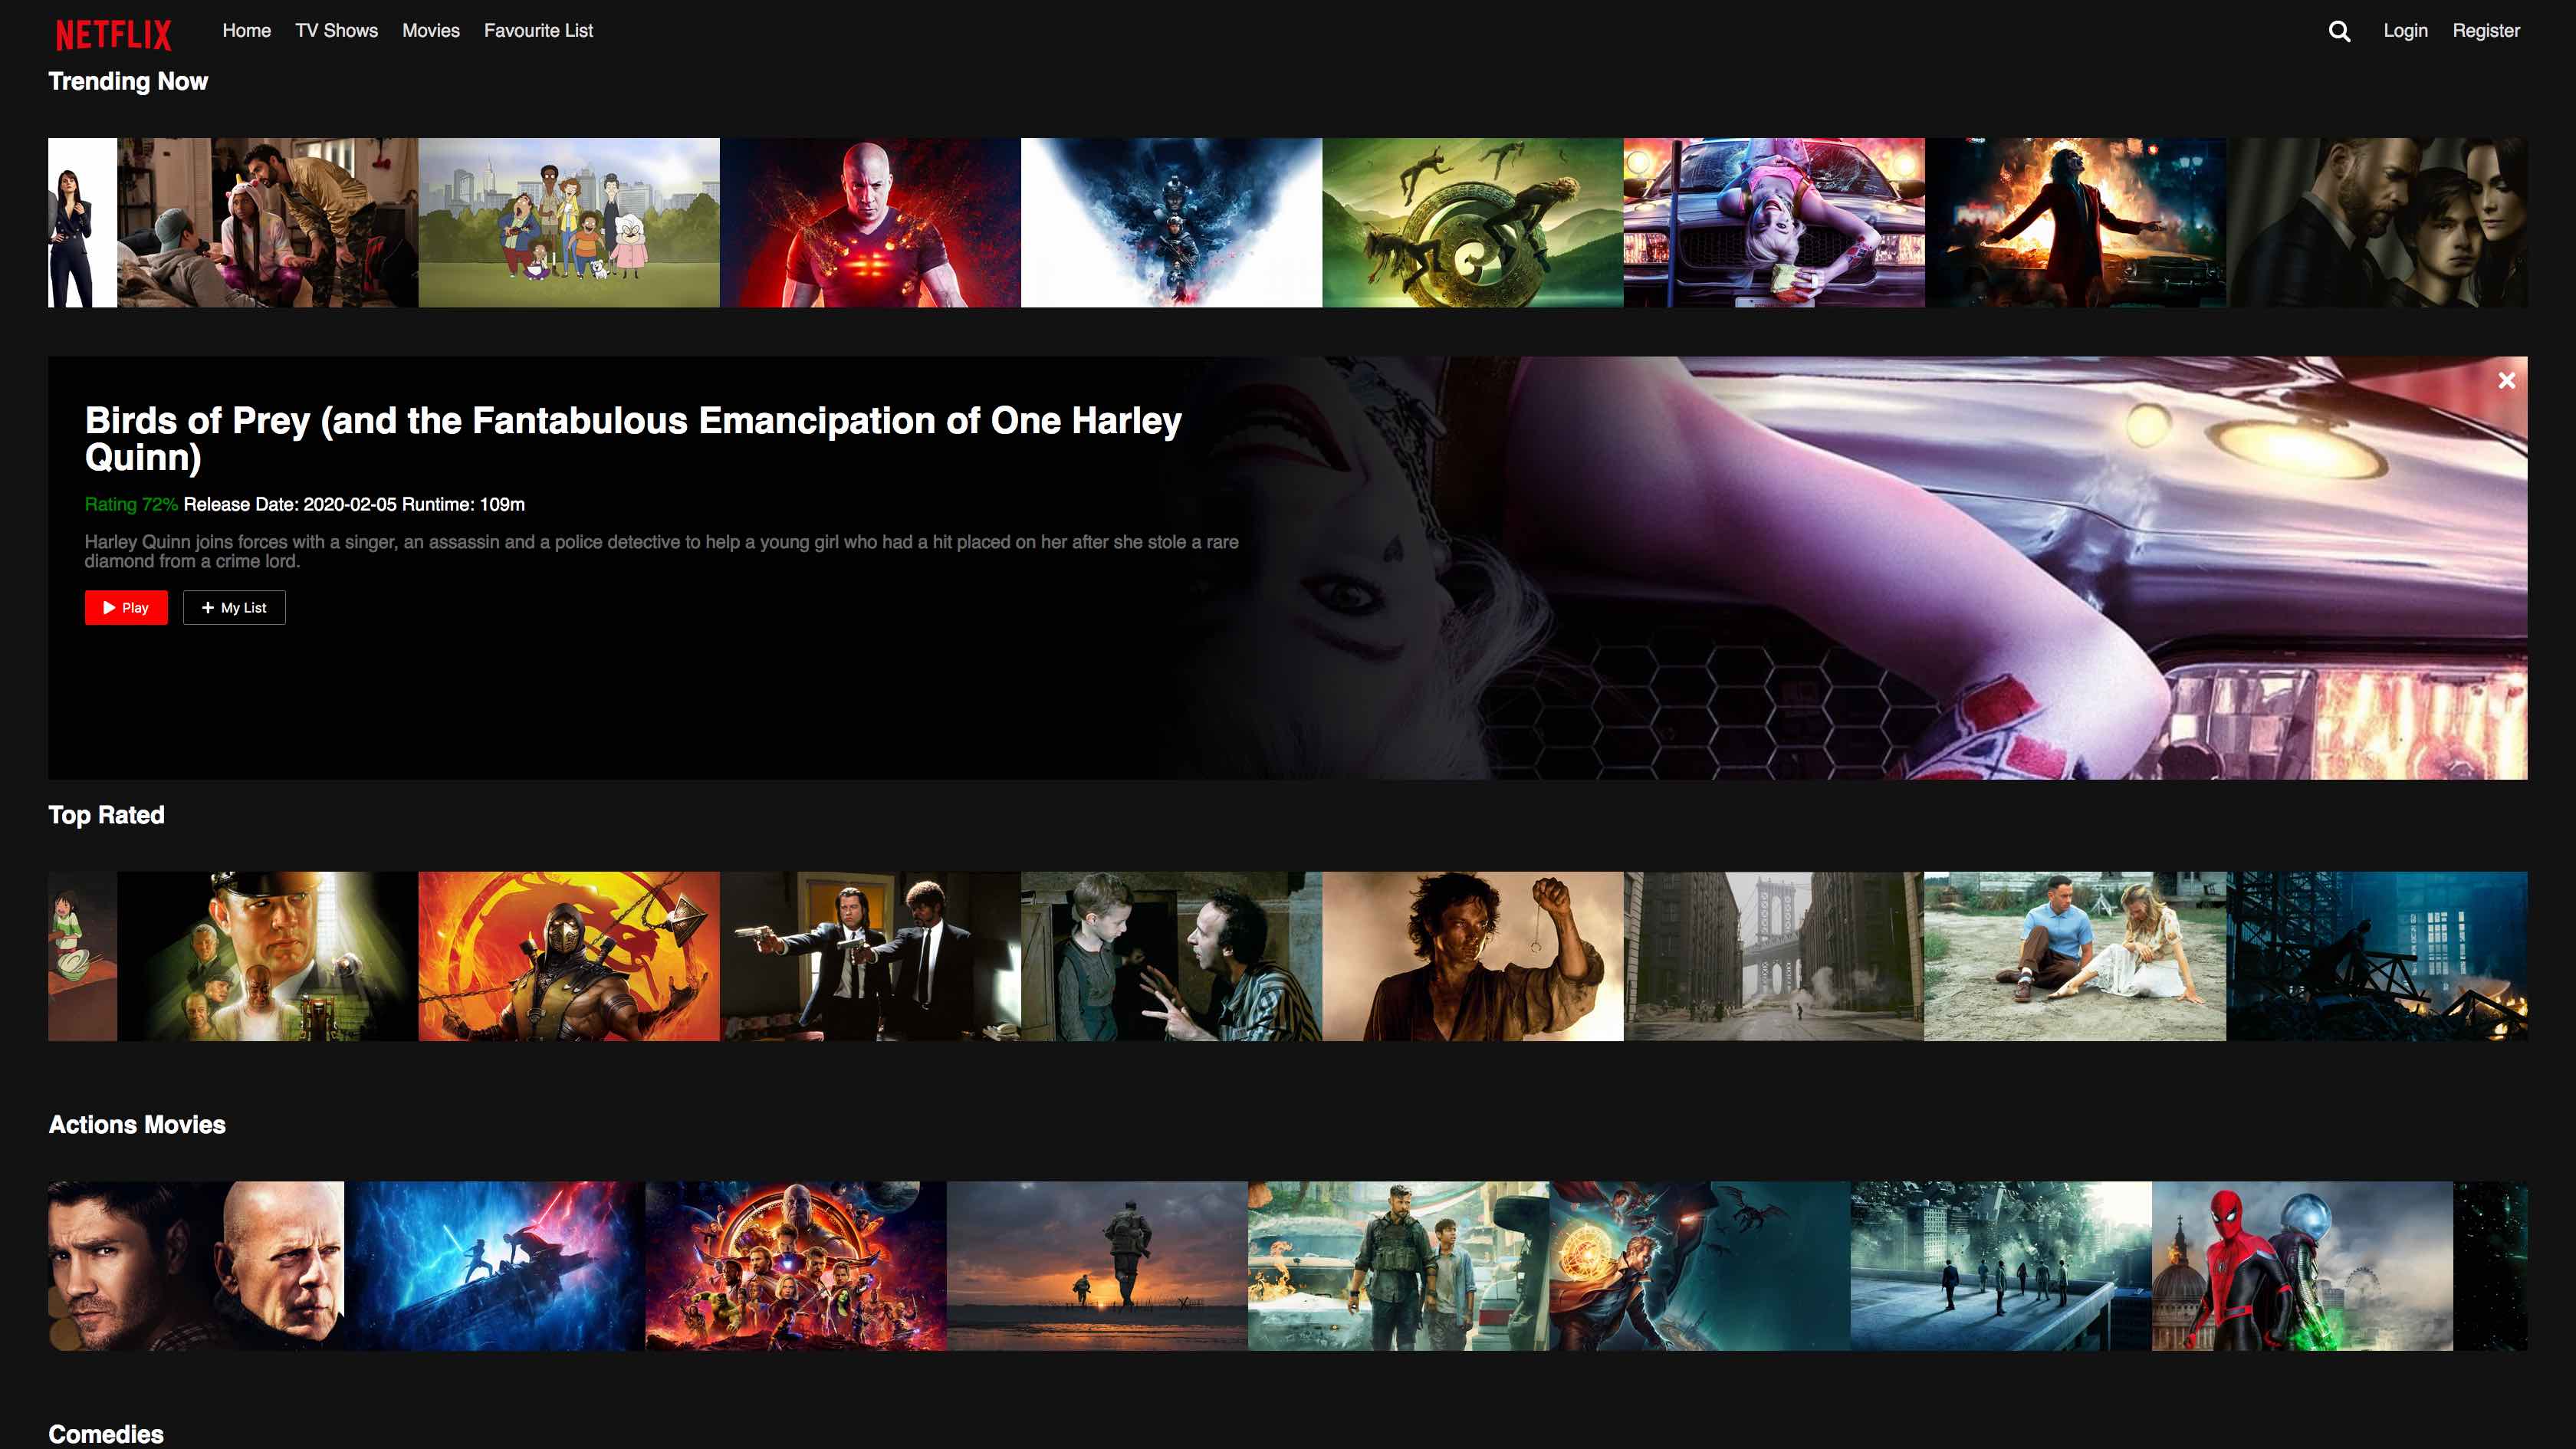 NETFLIX
Home TV Shows Movies Favourite List
Login Register
Trending Now
Birds of Prey (and the Fantabulous Emancipation of One Harley
Quinn)
Rating 72% Release Date: 2020-02-05 Runtime: 109m
Harley Quinn joins forces with a singer, an assassin and a police detective to help a young girl who had a hit placed on her after she stole a rare
diamond from a crime lord.
Play
My List
Top Rated
Actions Movies
Comedies